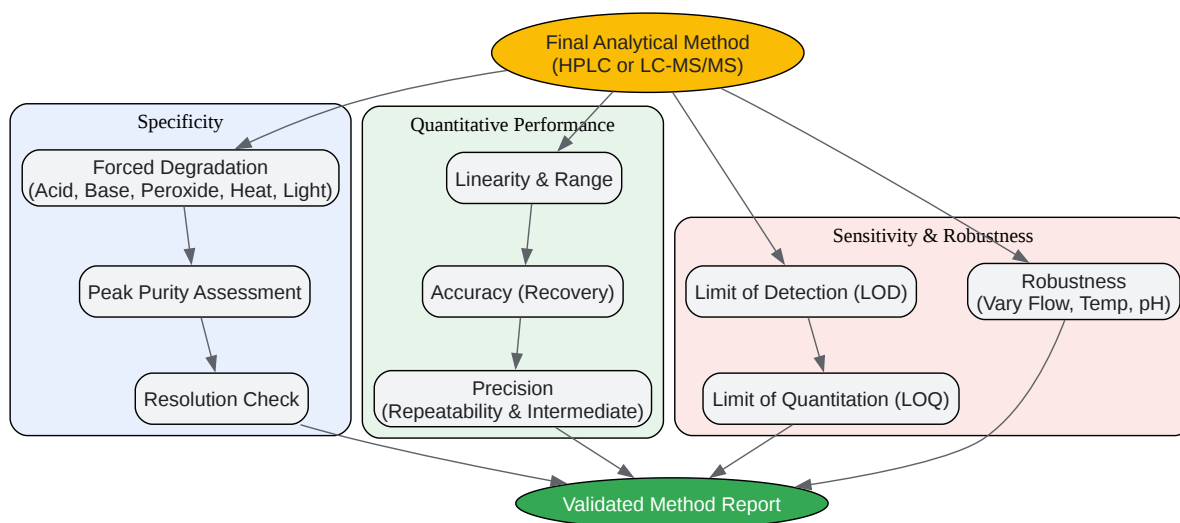 Final Analytical Method
(HPLC or LC-MS/MS)
Specificity
Forced Degradation
(Acid, Base, Peroxide, Heat, Light)
Peak Purity Assessment
Resolution Check
Quantitative Performance
Linearity & Range
Accuracy (Recovery)
Precision
(Repeatability & Intermediate)
Sensitivity & Robustness
Limit of Detection (LOD)
Limit of Quantitation (LOQ)
Robustness
(Vary Flow, Temp, pH)
Validated Method Report